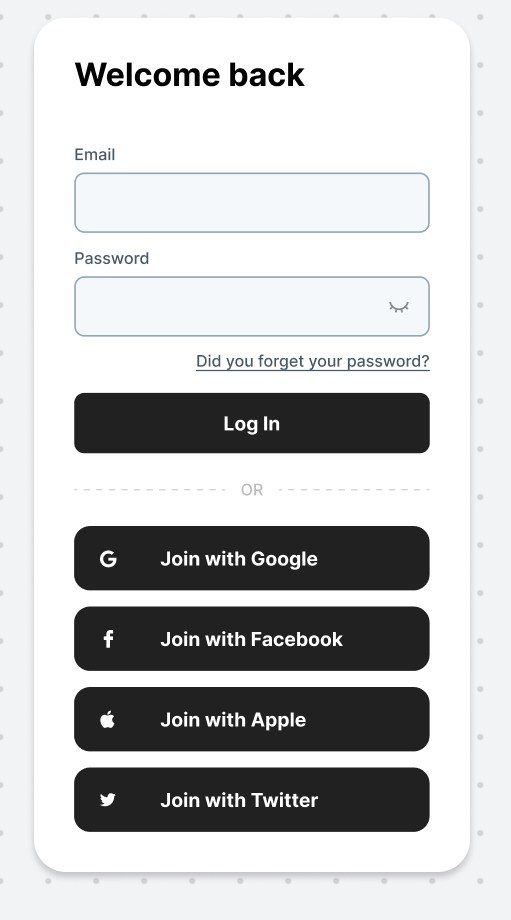 Welcome back
Email
Password
Did you forget your password?
Log In
OR
Join with Google
Join with Facebook
Join with Apple
Join with Twitter